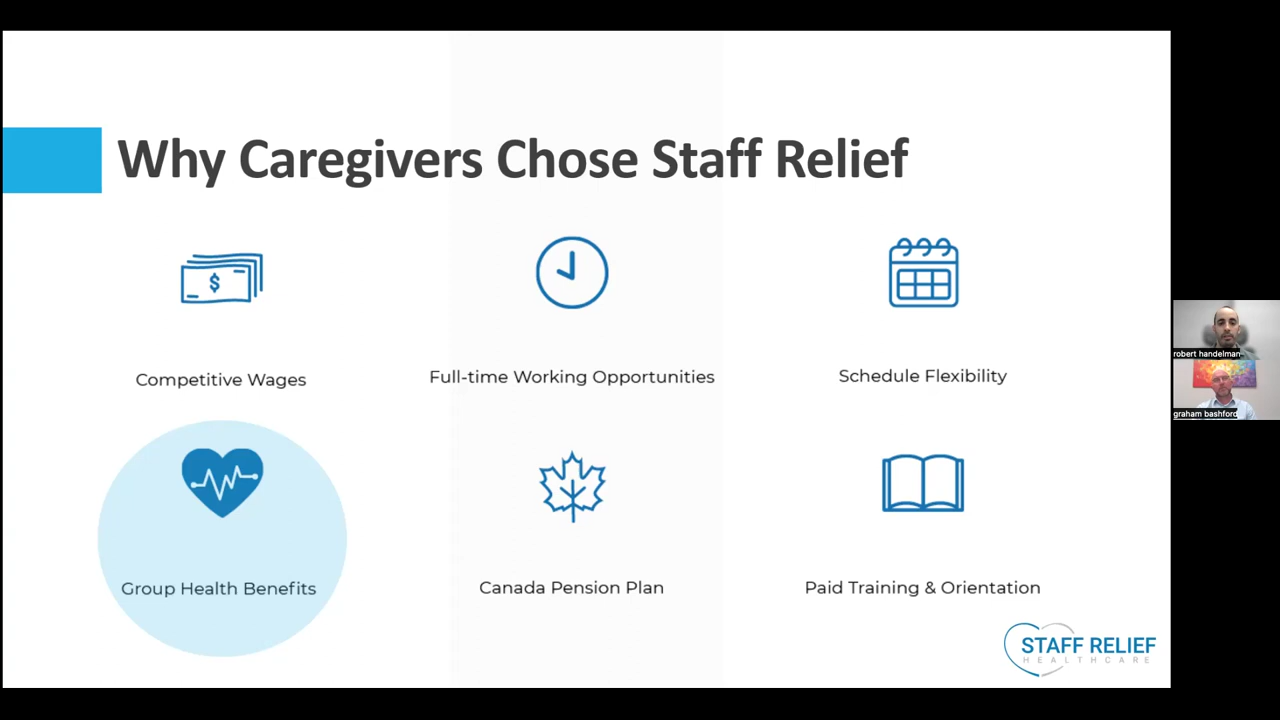 Why Caregivers Chose Staff Relief
$
Competitive Wages
Full-time Working Opportunities
Schedule Flexibility
robert handelman
graham bashford
Group Health Benefits
Canada Pension Plan
Paid Training & Orientation
STAFF RELIEF
HEALTHCARE